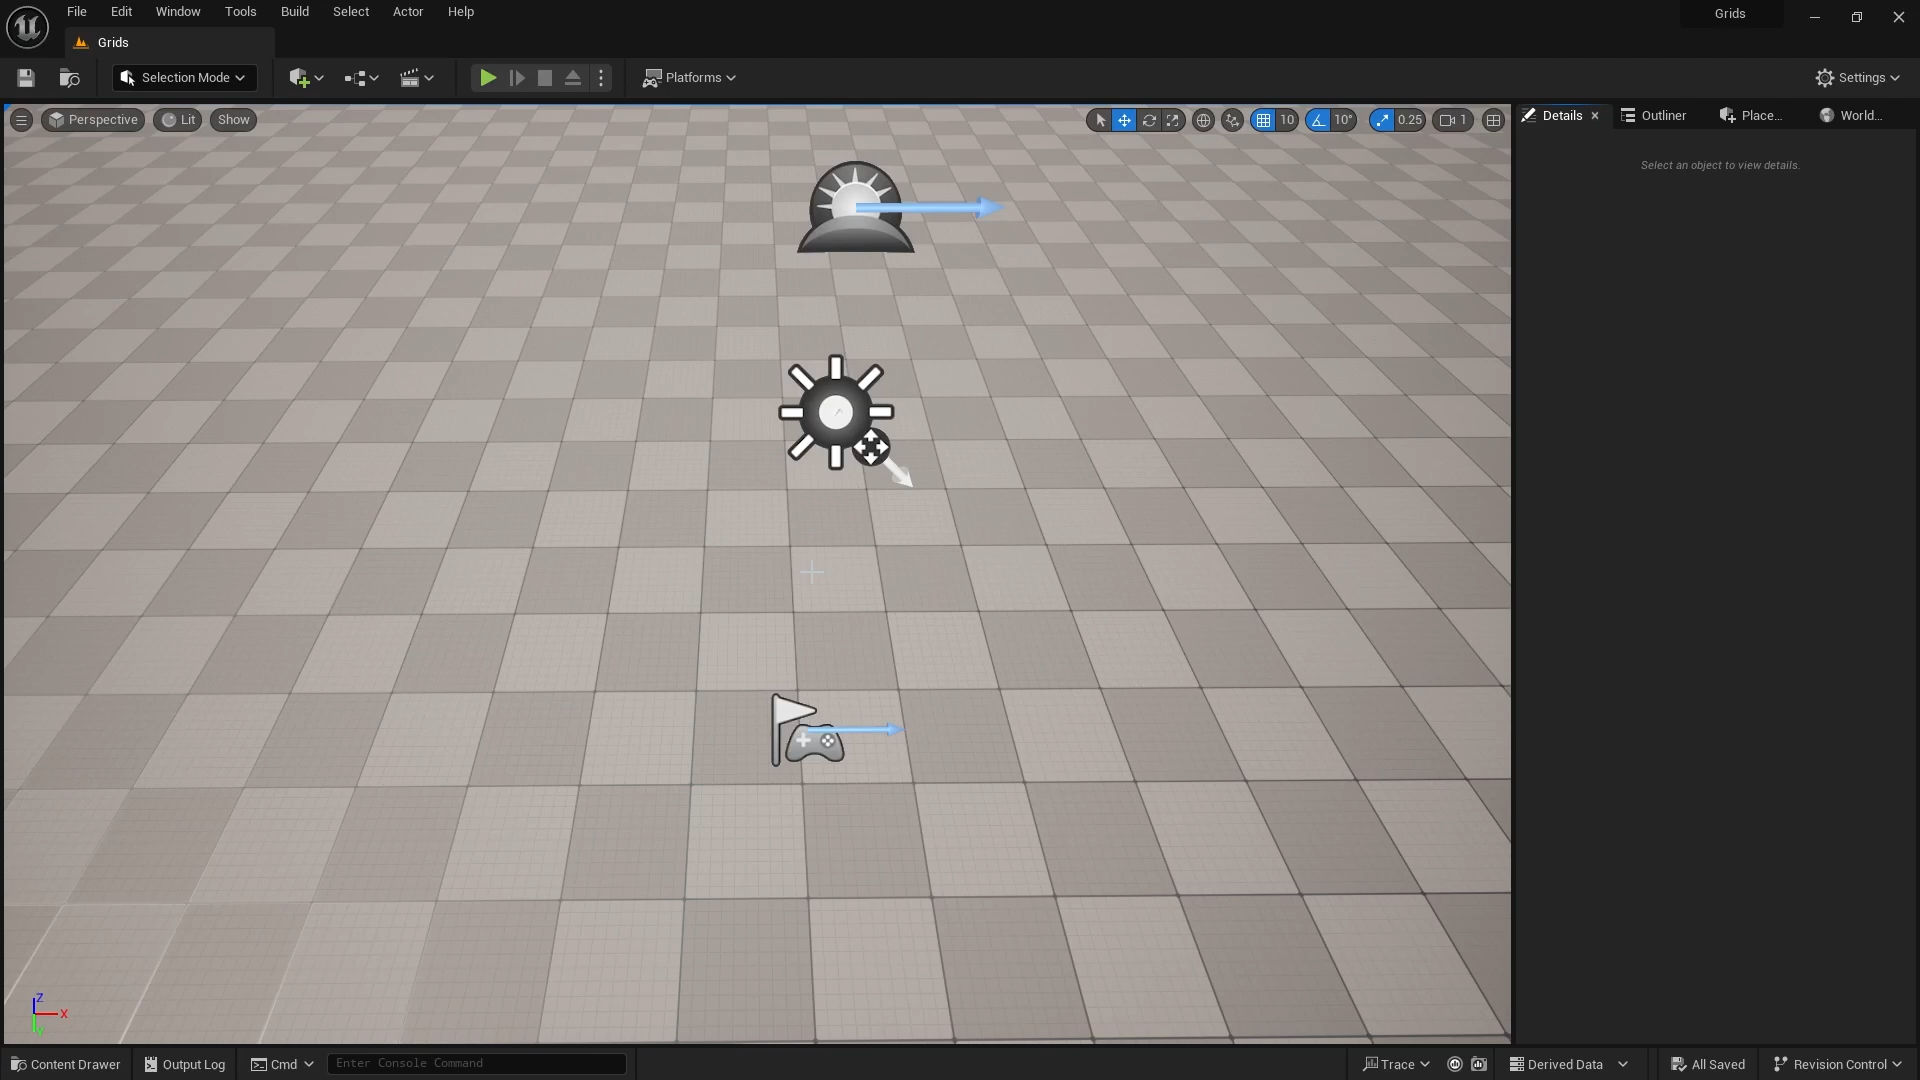 File Edit Window Tools Build Select Actor Help
Grids
Grids
Selection Mode
Platforms
Settings
Perspective Lit Show
10 10° 0.25 1
Details Outliner Place... World...
Select an object to view details.
Z
X
Y
Content Drawer Output Log Cmd Enter Console Command
Trace Derived Data All Saved Revision Control